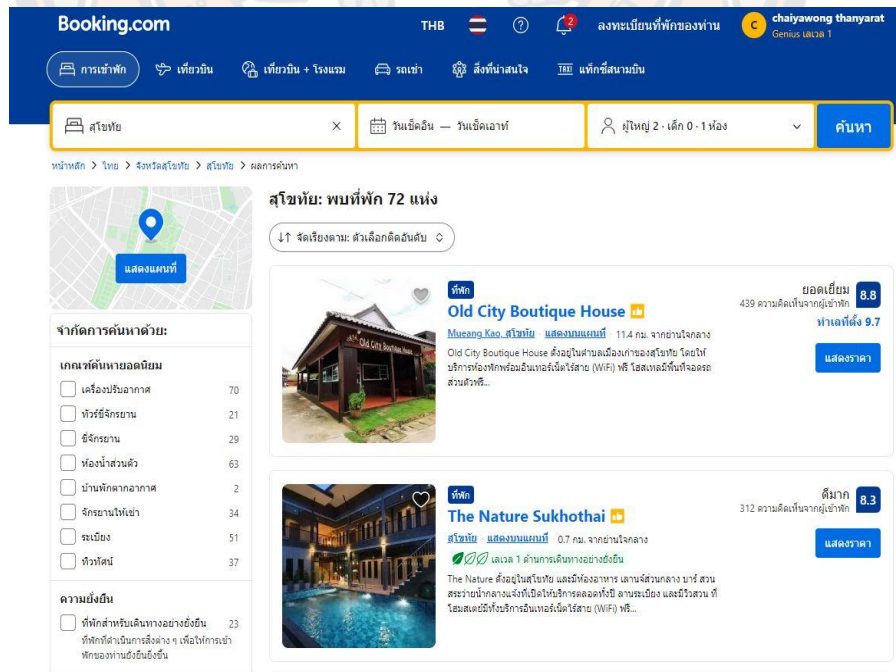 Booking.com
THB
2
ลงทะเบียนที่พักของท่าน
C
chaiyawong thanyarat
Genius เลเวล 1
การเข้าพัก
เที่ยวบิน
เที่ยวบิน + โรงแรม
รถเช่า
สิ่งที่น่าสนใจ
TAXI แท็กซี่สนามบิน
สุโขทัย
วันเช็คอิน — วันเช็คเอาท์
ผู้ใหญ่ 2 · เด็ก 0 · 1 ห้อง
ค้นหา
หน้าหลัก > ไทย > จังหวัดสุโขทัย > สุโขทัย > ผลการค้นหา
แสดงแผนที่
จำกัดการค้นหาด้วย:
เกณฑ์ค้นหายอดนิยม
เครื่องปรับอากาศ 70
ทัวร์ขี่จักรยาน 21
ขี่จักรยาน 29
ห้องน้ำส่วนตัว 63
บ้านพักตากอากาศ 2
จักรยานให้เช่า 34
ระเบียง 51
ทิวทัศน์ 37
ความยั่งยืน
ที่พักสำหรับเดินทางอย่างยั่งยืน 23
ที่พักที่ดำเนินการสิ่งต่าง ๆ เพื่อให้การเข้า
พักของท่านยั่งยืนยิ่งขึ้น
สุโขทัย: พบที่พัก 72 แห่ง
จัดเรียงตาม: ตัวเลือกติดอันดับ
Old City Boutique House
ที่พัก
Old City Boutique House
Mueang Kao, สุโขทัย · แสดงบนแผนที่ · 11.4 กม. จากย่านใจกลาง
Old City Boutique House ตั้งอยู่ในตำบลเมืองเก่าของสุโขทัย โดยให้
บริการห้องพักพร้อมอินเทอร์เน็ตไร้สาย (WiFi) ฟรี โฮสเทลมีพื้นที่จอดรถ
ส่วนตัวฟรี...
ยอดเยี่ยม
439 ความคิดเห็นจากผู้เข้าพัก
8.8
ทำเลที่ตั้ง 9.7
แสดงราคา
ที่พัก
The Nature Sukhothai
สุโขทัย · แสดงบนแผนที่ · 0.7 กม. จากย่านใจกลาง
เลเวล 1 ด้านการเดินทางอย่างยั่งยืน
The Nature ตั้งอยู่ในสุโขทัย และมีห้องอาหาร เลานจ์ส่วนกลาง บาร์ สวน
สระว่ายน้ำกลางแจ้งที่เปิดให้บริการตลอดทั้งปี ลานระเบียง และมีวิวสวน ที่
โฮมสเตย์มีทั้งบริการอินเทอร์เน็ตไร้สาย (WiFi) ฟรี...
ดีมาก
312 ความคิดเห็นจากผู้เข้าพัก
8.3
แสดงราคา